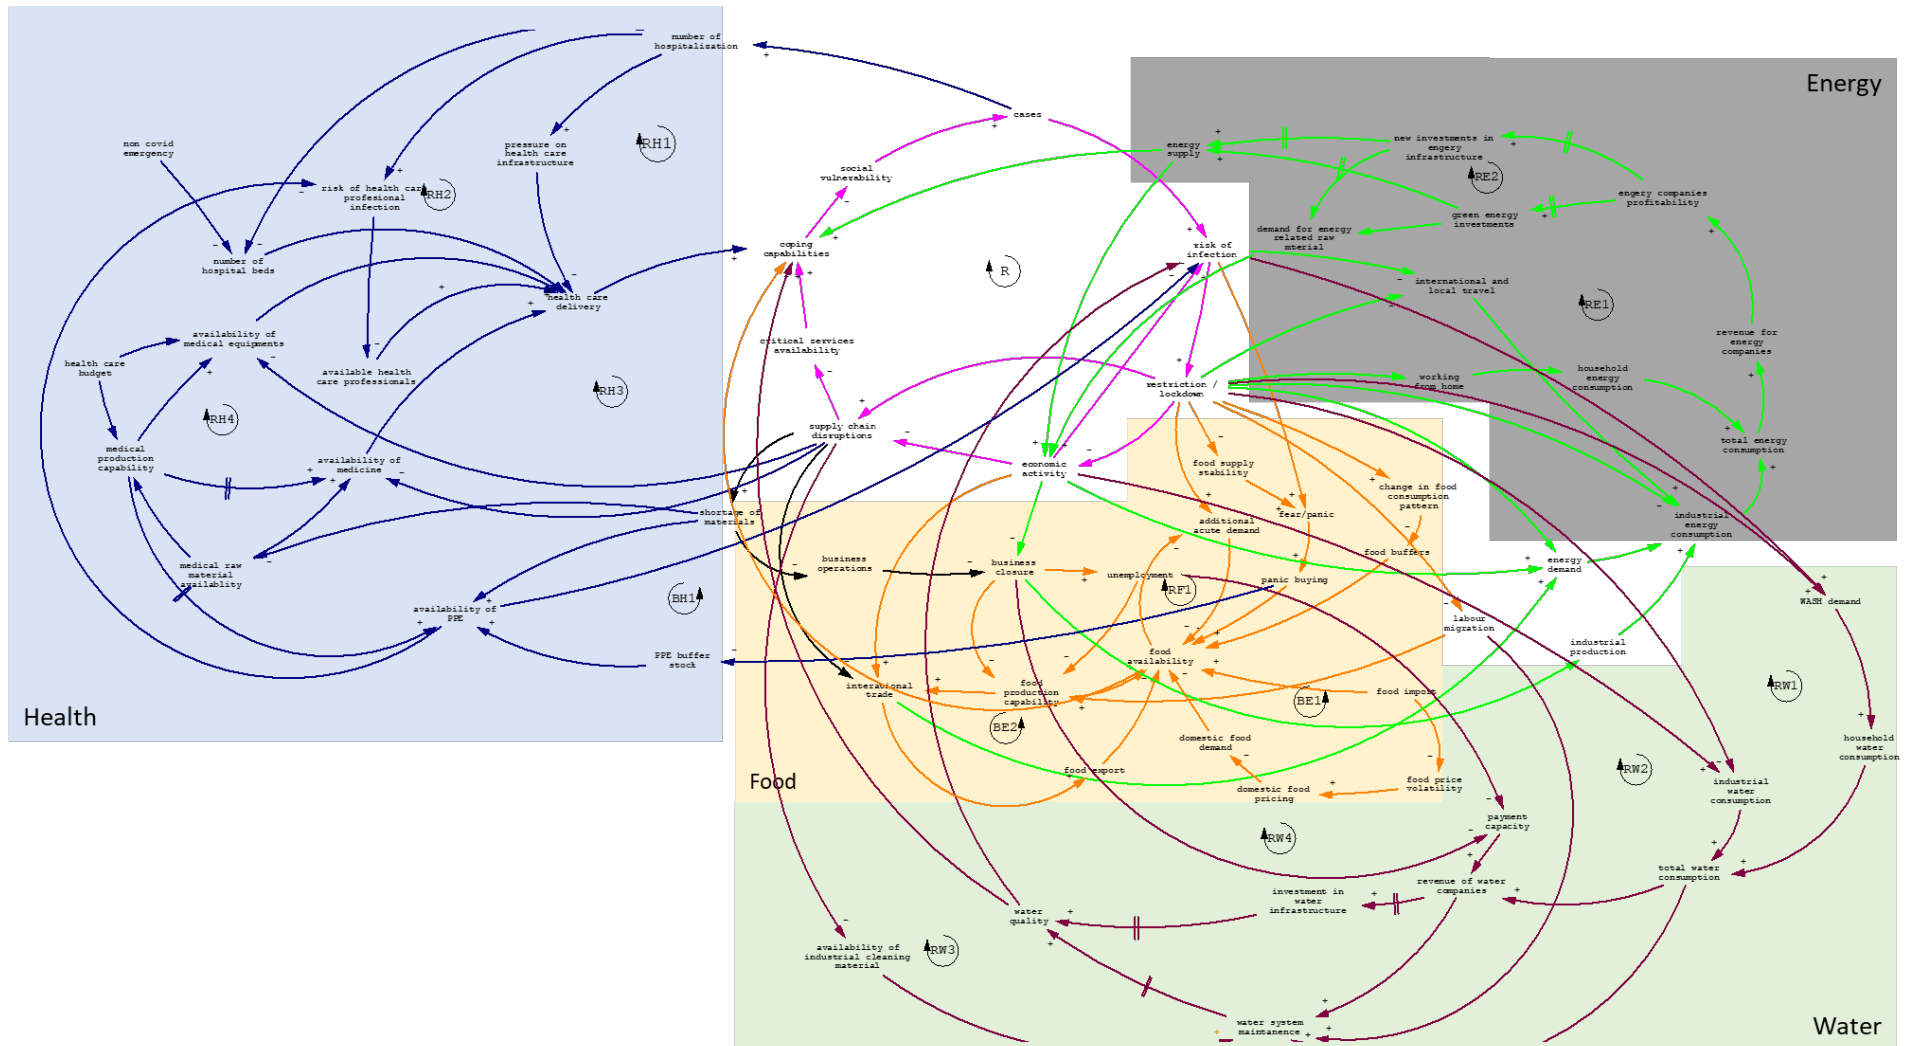 number of
hospitalization
Energy
cases
non covid
emergency
pressure on
health care
infrastructure
RH1
energy
supply
new investments in
engery
infrastructure
RE2
social
vulnerability
risk of health care
profesional
infection
RH2
engery companies
profitability
green energy
investments
demand for energy
related raw
mterial
coping
capabilities
risk of
infection
number of
hospital beds
R
international and
local travel
RE1
health care
delivery
availability of
medical equipments
critical services
availability
revenue for
energy
companies
health care
budget
available health
care professionals
RH3
restriction /
lockdown
working
from home
household
energy
consumption
RH4
supply chain
disruptions
total energy
consumption
medical
production
capability
availability of
medicine
economic
activity
food supply
stability
change in food
consumption
pattern
shortage of
materials
additional
acute demand
fear/panic
industrial
energy
consumption
food buffers
medical raw
material
availablity
business
operations
business
closure
unemployment
RF1
panic buying
energy
demand
BH1
availability of
PPE
WASH demand
labour
migration
industrial
production
PPE buffer
stock
food
availability
interational
trade
food
production
capability
BE1
food import
RW1
Health
BE2
domestic food
demand
household
water
consumption
food export
Food
food price
volatility
domestic food
pricing
RW2
industrial
water
consumption
payment
capacity
RW4
total water
consumption
revenue of water
companies
investment in
water
infrastructure
water
quality
availability of
industrial cleaning
material
RW3
water system
maintanence
Water